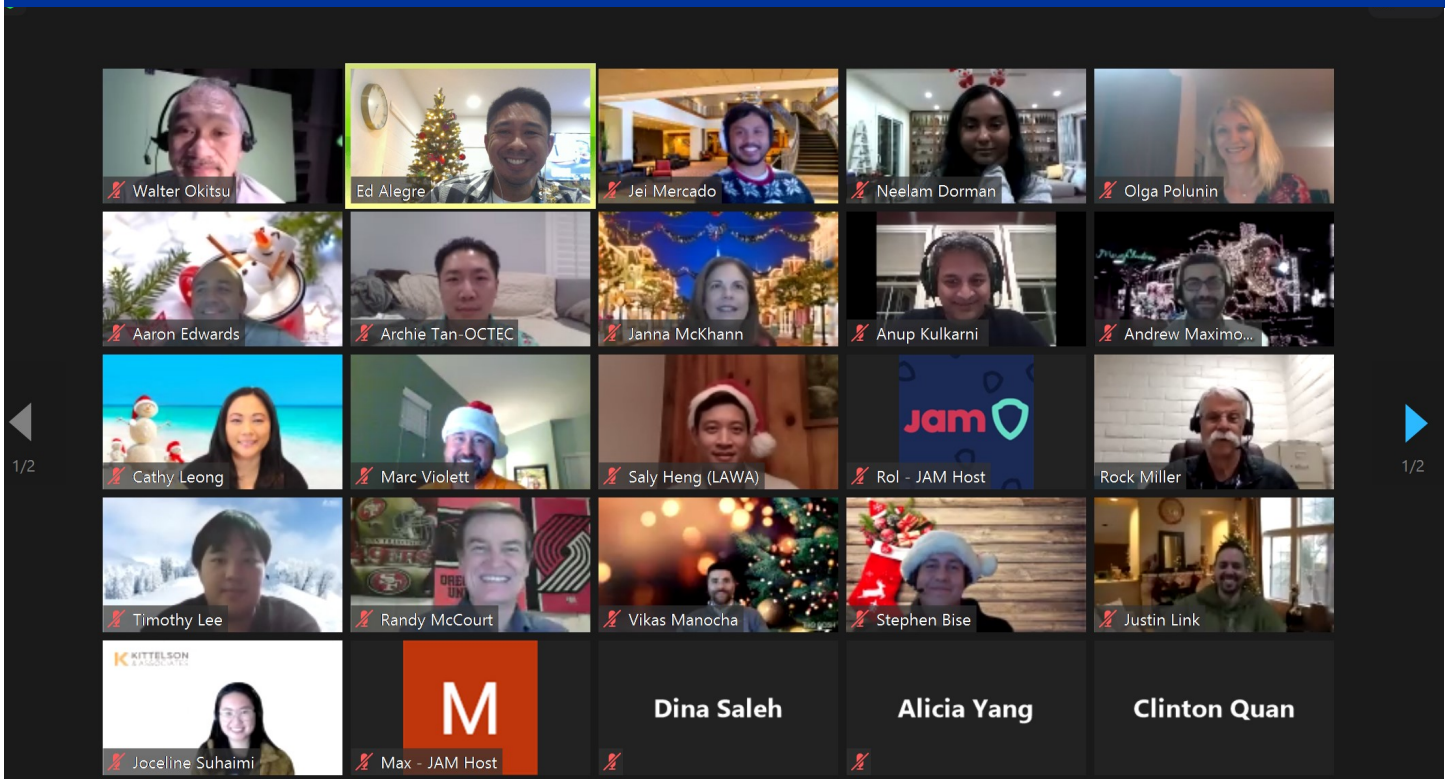 Walter Okitsu
Ed Alegre
Jei Mercado
Neelam Dorman
Olga Polunin
Aaron Edwards
Archie Tan-OCTEC
Janna McKhann
Anup Kulkarni
Andrew Maximo...
Cathy Leong
Marc Violett
Saly Heng (LAWA)
Jam
Rol - JAM Host
Rock Miller
1/2
1/2
Timothy Lee
Randy McCourt
Vikas Manocha
Stephen Bise
Justin Link
KITTELSON
& ASSOCIATES
Joceline Suhaimi
M
Max - JAM Host
Dina Saleh
Alicia Yang
Clinton Quan